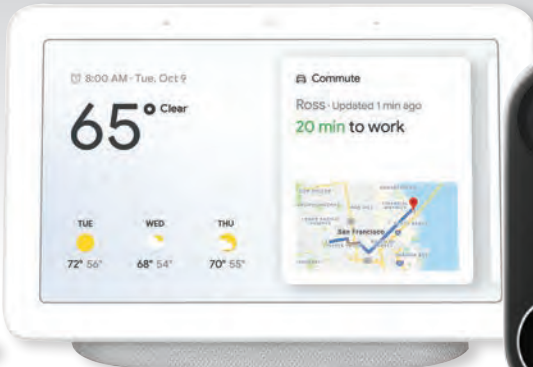 8:00 AM · Tue, Oct 9
65° Clear
TUE
WED
THU
72° 56°
68° 54°
70° 55°
Commute
Ross · Updated 1 min ago
20 min to work
San Francisco